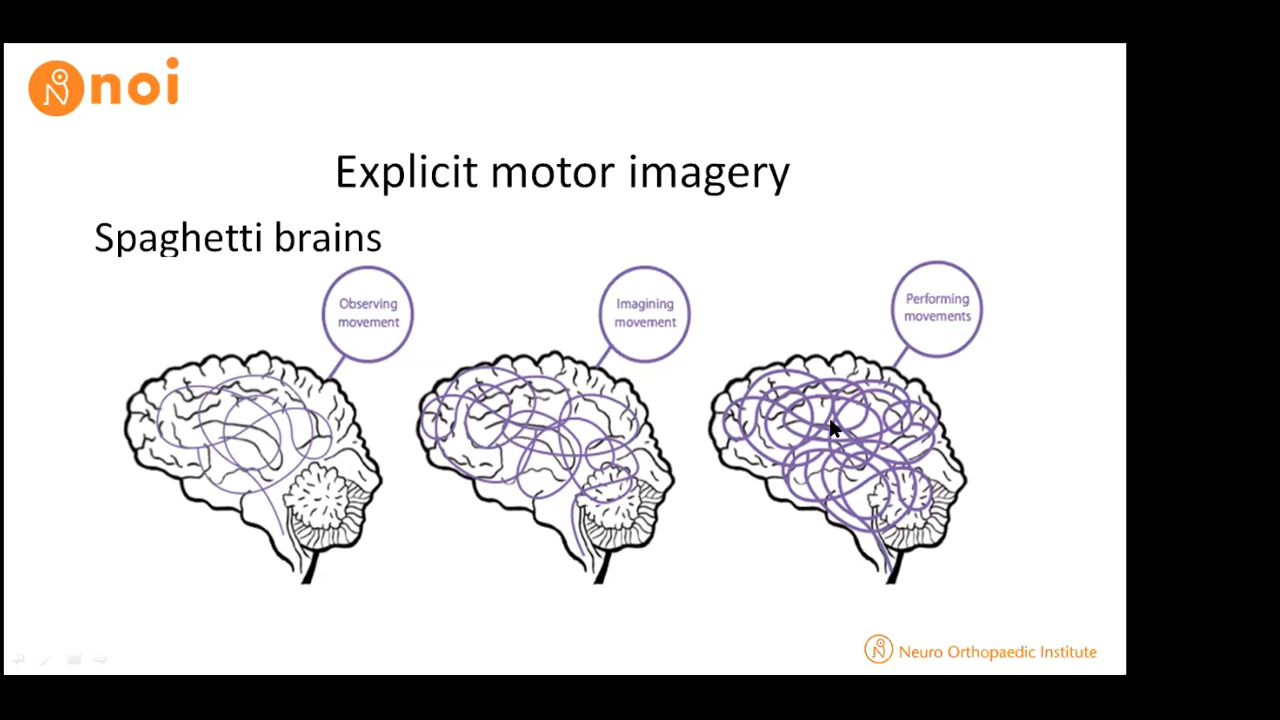 noi
Explicit motor imagery
Spaghetti brains
Observing
movement
Imagining
movement
Performing
movements
Neuro Orthopaedic Institute